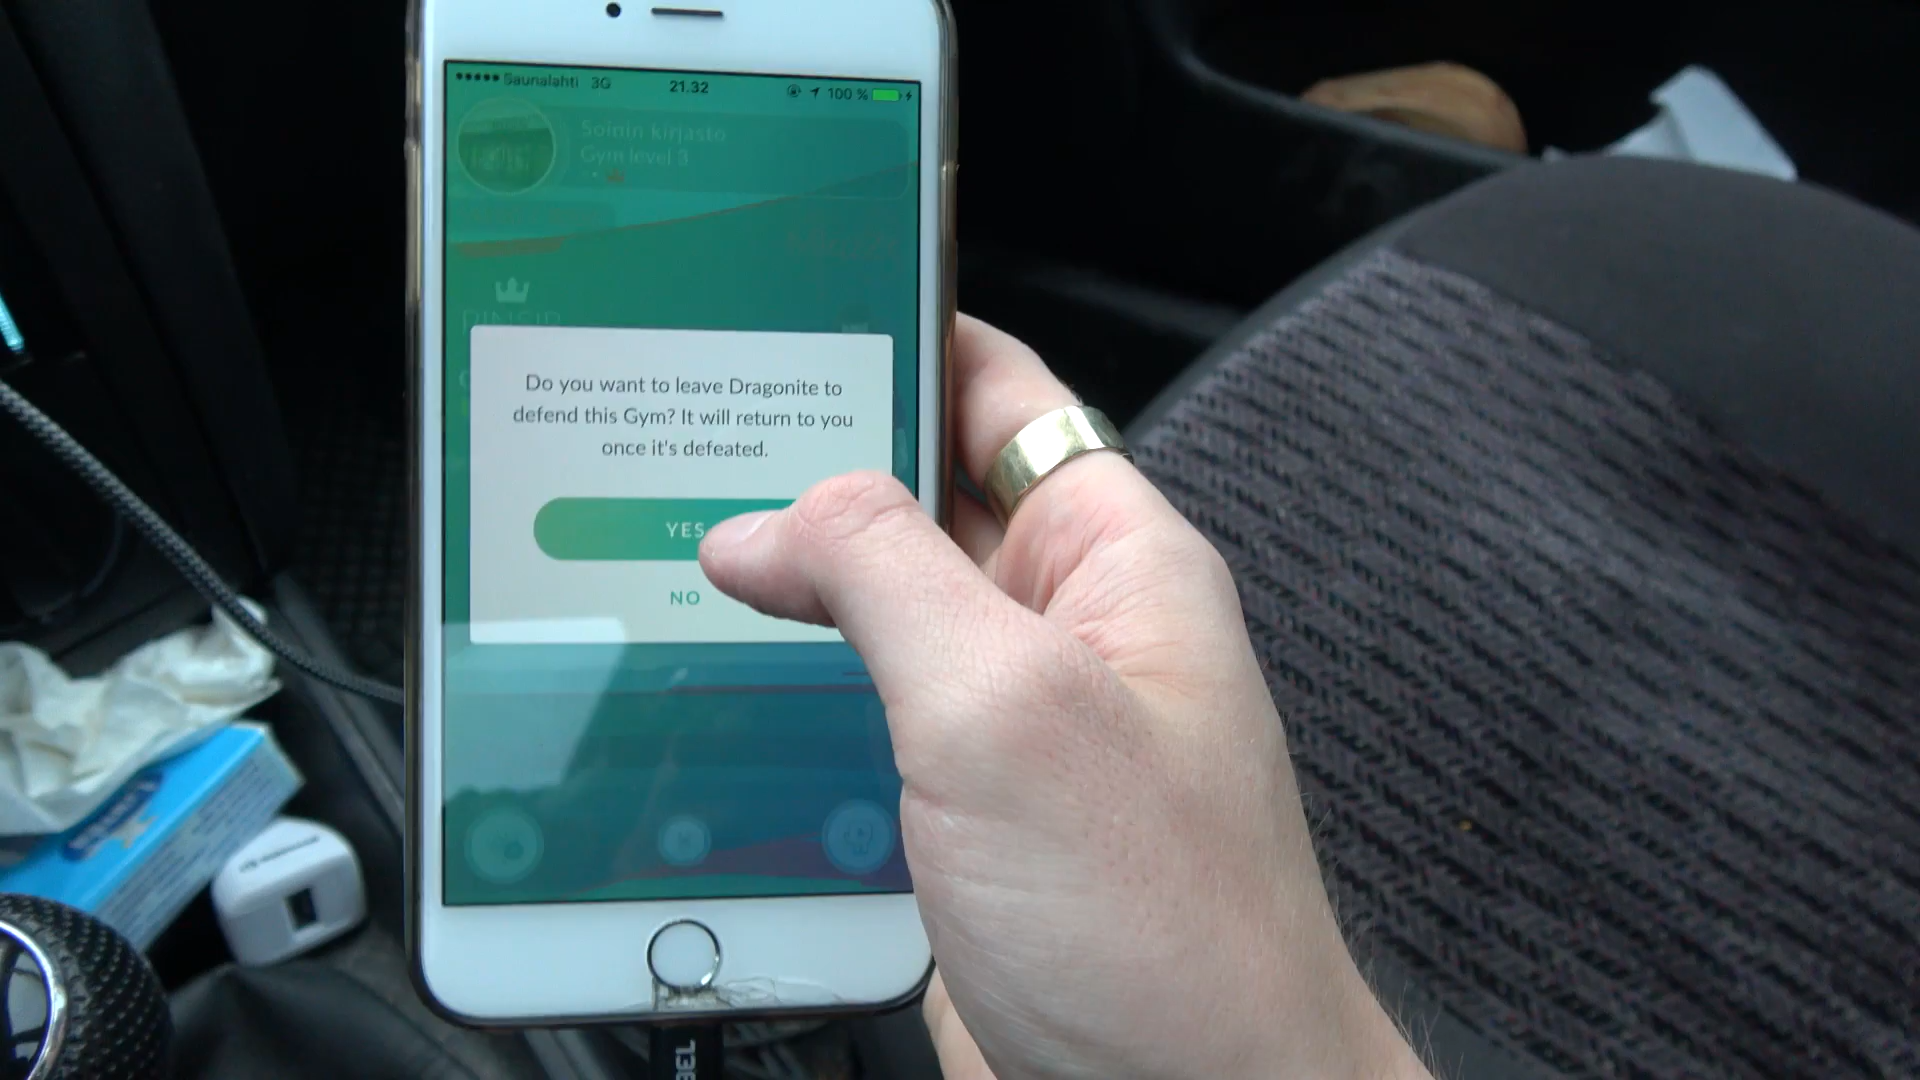 Saunalahti 3G 21.32 100 %
Soinin kirjasto
Gym level 3
PINSIR
Do you want to leave Dragonite to
defend this Gym? It will return to you
once it's defeated.
YES
NO